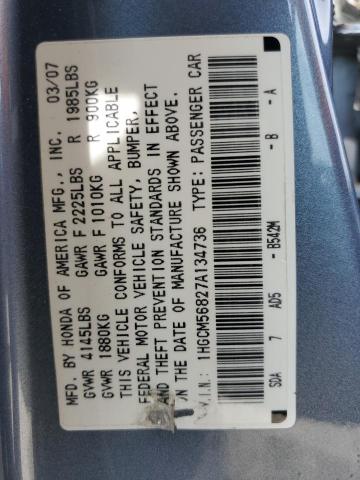 MFD. BY HONDA OF AMERICA MFG., INC. 03/07
GVWR 4145LBS GAWR F 2225LBS R 1985LBS
GVWR 1880KG GAWR F 1010KG R 900KG
THIS VEHICLE CONFORMS TO ALL APPLICABLE
FEDERAL MOTOR VEHICLE SAFETY, BUMPER,
AND THEFT PREVENTION STANDARDS IN EFFECT
ON THE DATE OF MANUFACTURE SHOWN ABOVE.
V.I.N.: 1HGCM56827A134736 TYPE: PASSENGER CAR
SDA 7 AD5 - B542M - B - A